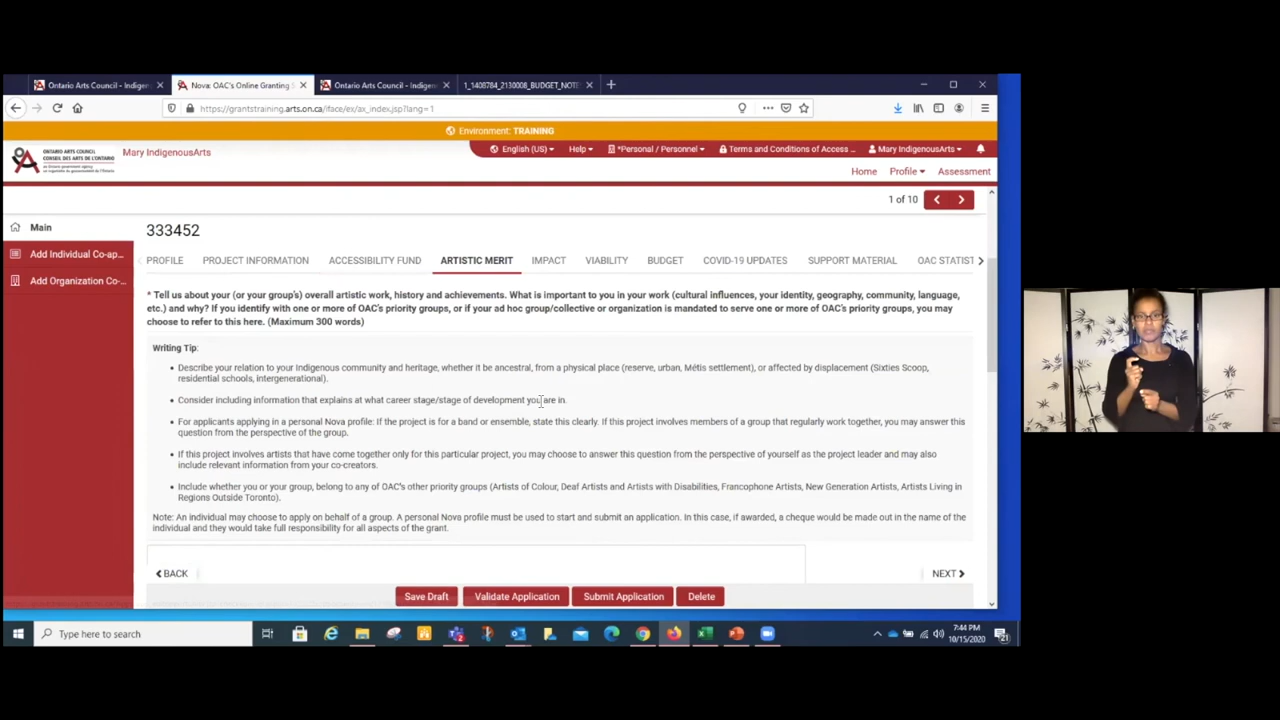 Ontario Arts Council - Indigen
Nova: OAC's Online Granting S
Ontario Arts Council - Indigen
1_1408784_2130008_BUDGET_NOTE
https://grantstraining.arts.on.ca/iface/ex/ax_index.jsp?lang=1
Environment: TRAINING
ONTARIO ARTS COUNCIL
CONSEIL DES ARTS DE L'ONTARIO
Mary IndigenousArts
English (US)
Help
*Personal / Personnel
Terms and Conditions of Access ...
Mary IndigenousArts
Home
Profile
Assessment
1 of 10
Main
Add Individual Co-ap...
Add Organization Co-...
333452
PROFILE
PROJECT INFORMATION
ACCESSIBILITY FUND
ARTISTIC MERIT
IMPACT
VIABILITY
BUDGET
COVID-19 UPDATES
SUPPORT MATERIAL
OAC STATIST
* Tell us about your (or your group's) overall artistic work, history and achievements. What is important to you in your work (cultural influences, your identity, geography, community, language,
etc.) and why? If you identify with one or more of OAC's priority groups, or if your ad hoc group/collective or organization is mandated to serve one or more of OAC's priority groups, you may
choose to refer to this here. (Maximum 300 words)
Writing Tip:
Describe your relation to your Indigenous community and heritage, whether it be ancestral, from a physical place (reserve, urban, Métis settlement), or affected by displacement (Sixties Scoop,
residential schools, intergenerational).
Consider including information that explains at what career stage/stage of development you are in.
For applicants applying in a personal Nova profile: If the project is for a band or ensemble, state this clearly. If this project involves members of a group that regularly work together, you may answer this
question from the perspective of the group.
If this project involves artists that have come together only for this particular project, you may choose to answer this question from the perspective of yourself as the project leader and may also
include relevant information from your co-creators.
Include whether you or your group, belong to any of OAC's other priority groups (Artists of Colour, Deaf Artists and Artists with Disabilities, Francophone Artists, New Generation Artists, Artists Living in
Regions Outside Toronto).
Note: An individual may choose to apply on behalf of a group. A personal Nova profile must be used to start and submit an application. In this case, if awarded, a cheque would be made out in the name of the
individual and they would take full responsibility for all aspects of the grant.
BACK
NEXT
Save Draft
Validate Application
Submit Application
Delete
Type here to search
7:44 PM
10/15/2020
21